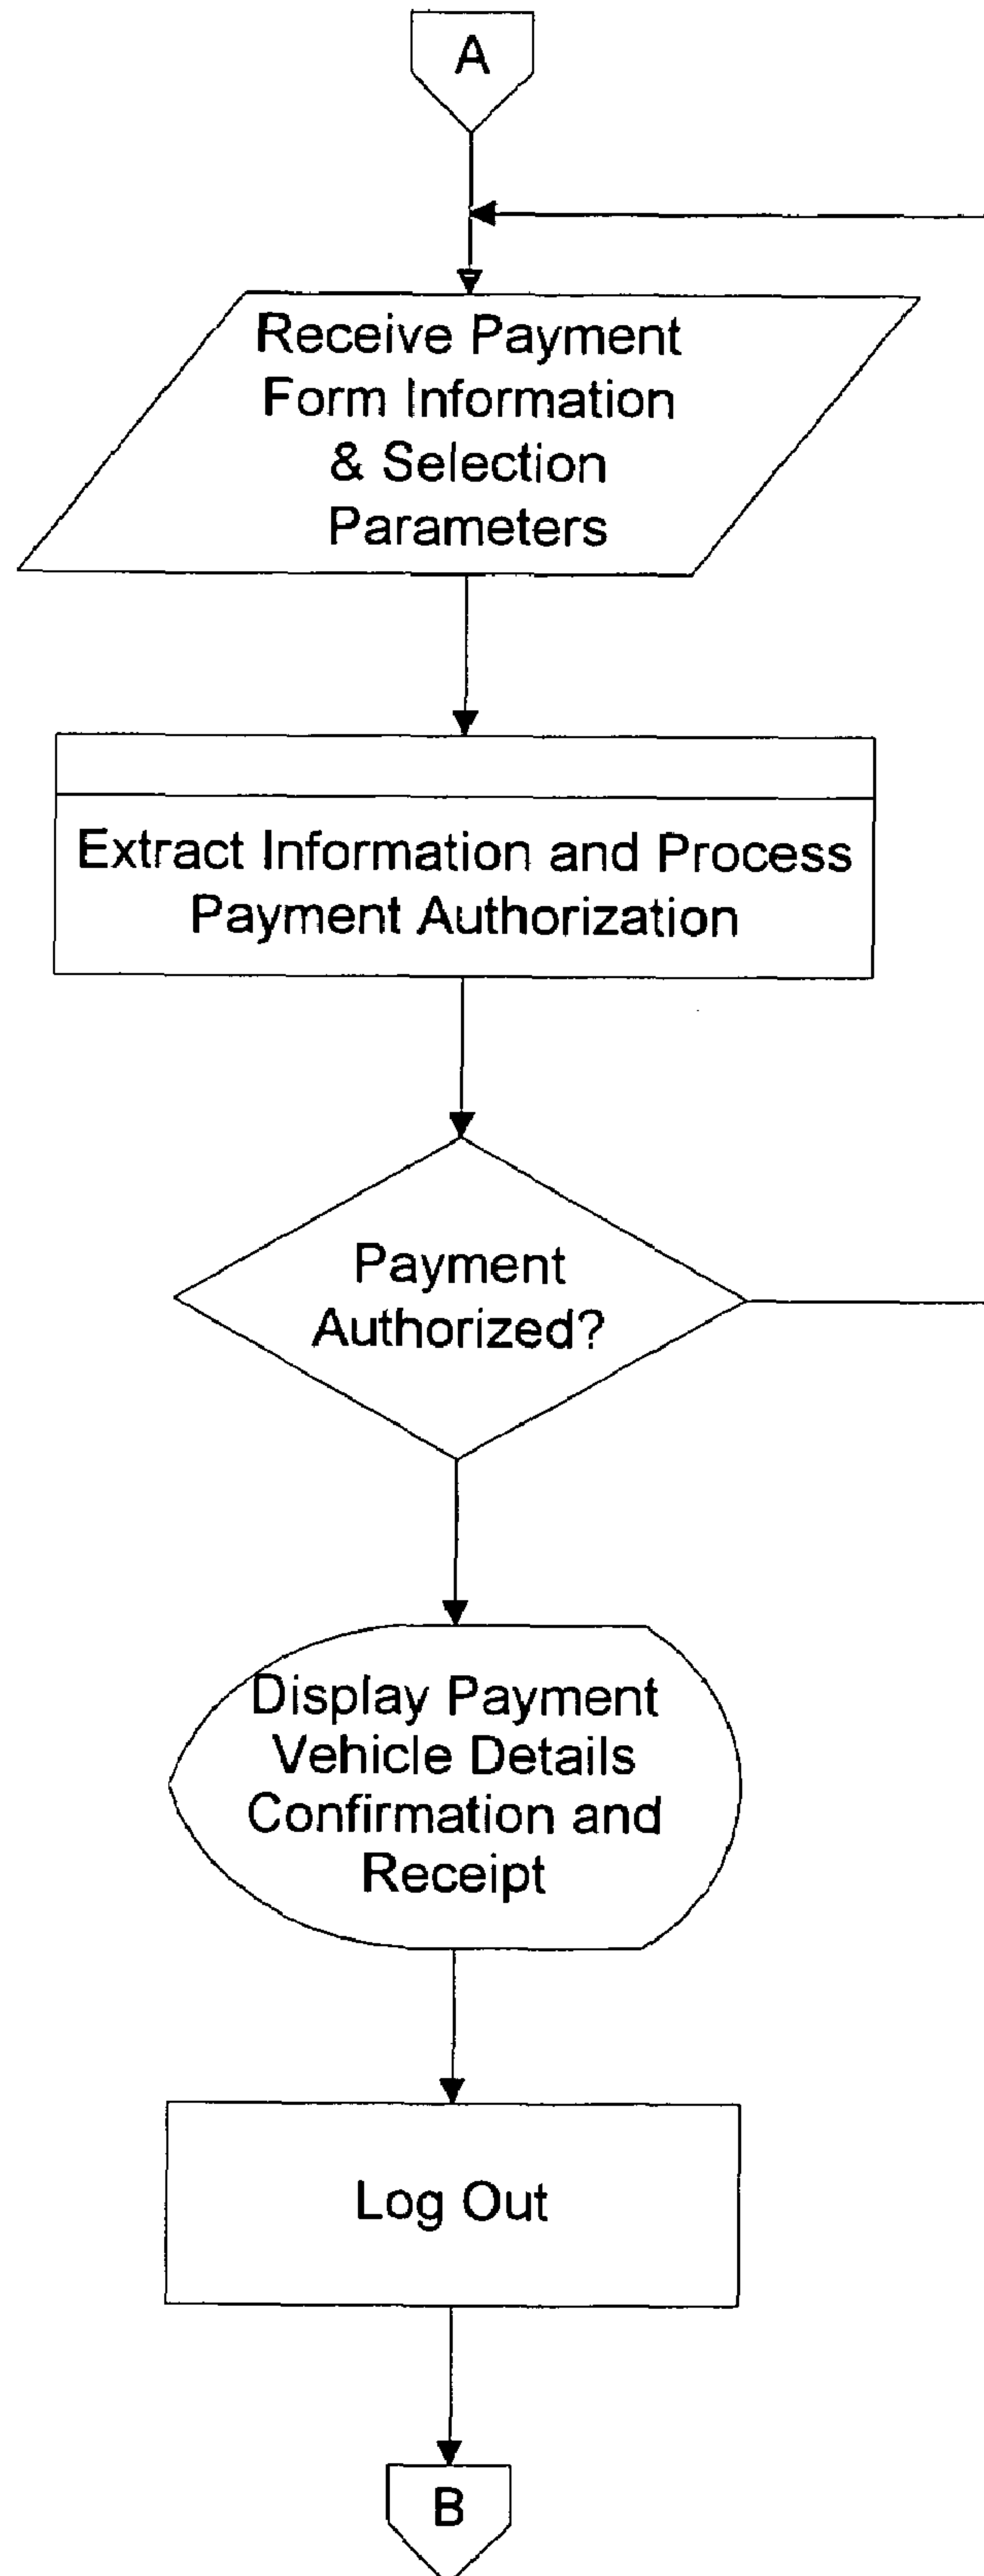 A
Receive Payment
Form Information
& Selection
Parameters
Extract Information and Process
Payment Authorization
Payment
Authorized?
Display Payment
Vehicle Details
Confirmation and
Receipt
Log Out
B